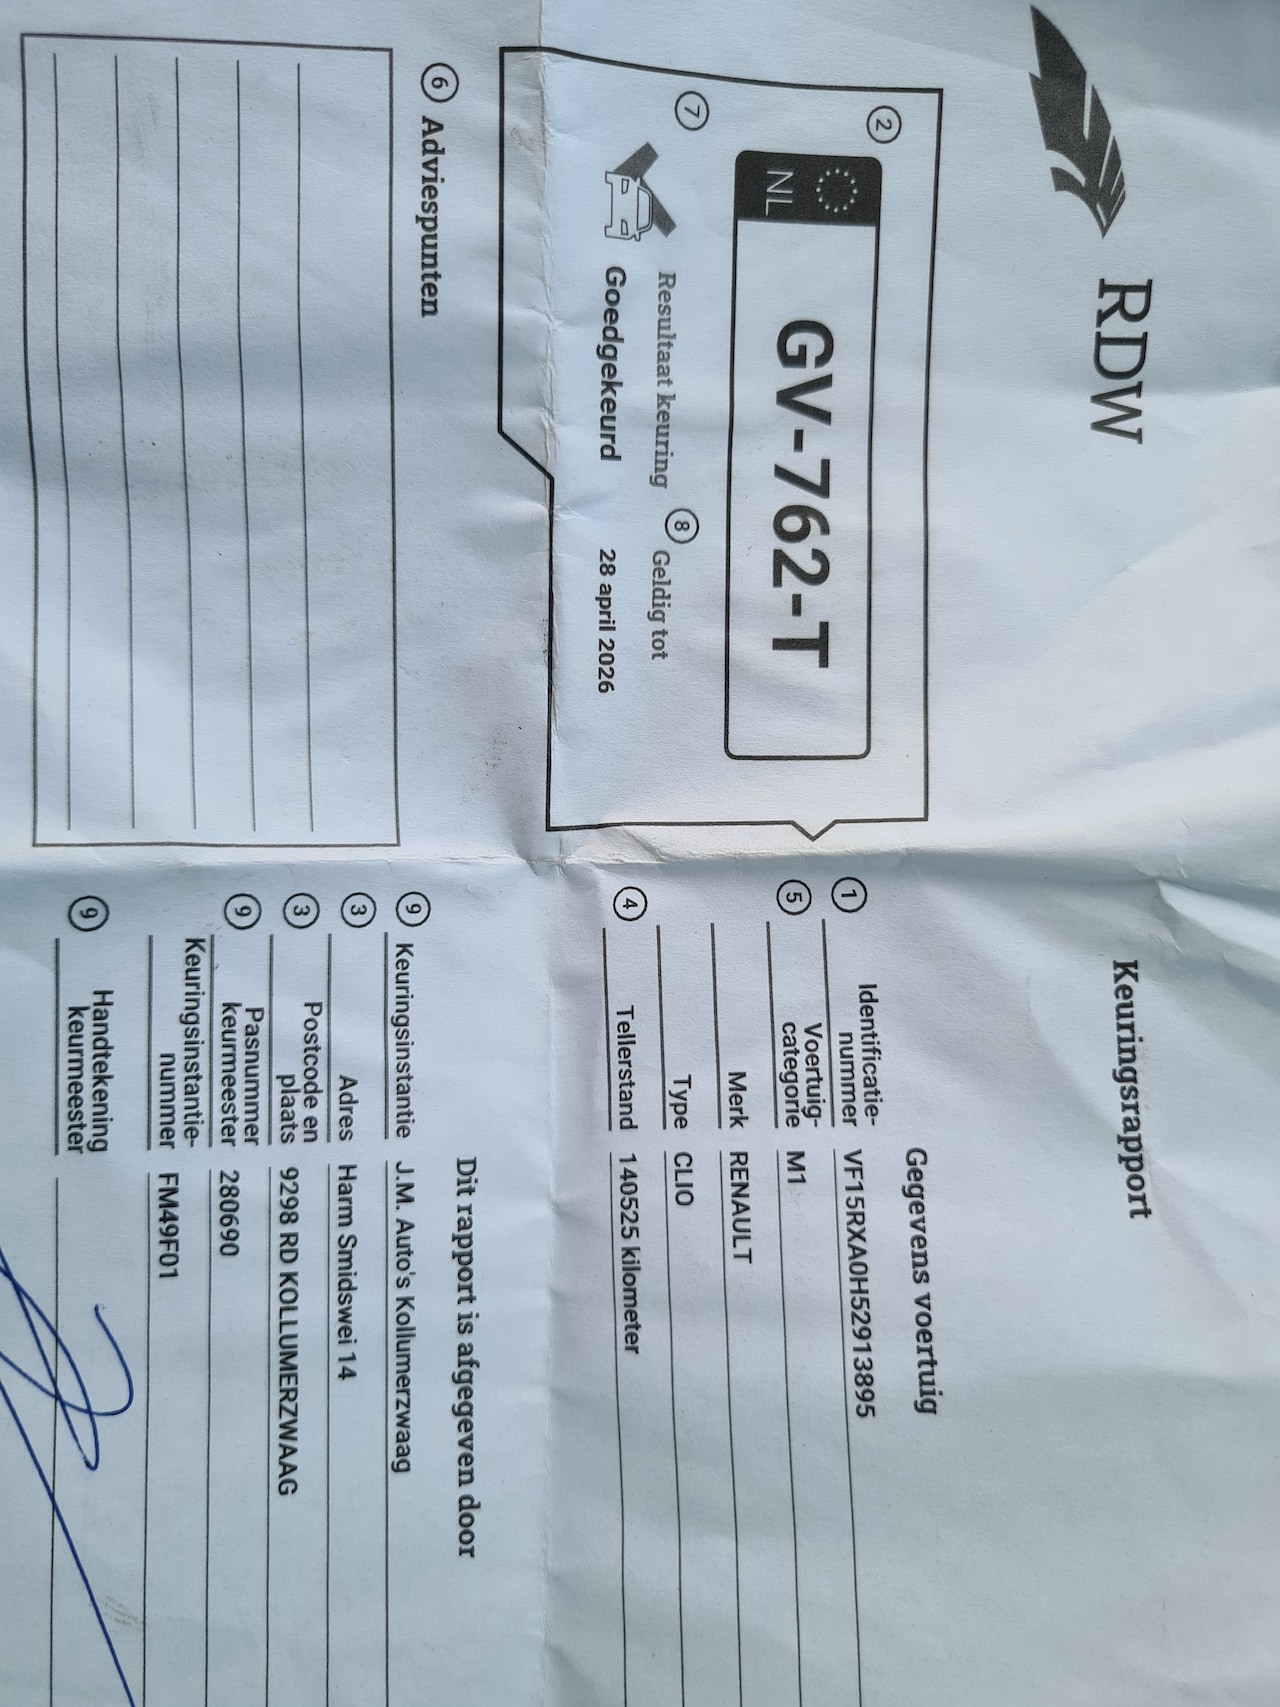 RDW
Keuringsrapport
2
NL
GV-762-T
7
Resultaat keuring
Goedgekeurd
8
Geldig tot
28 april 2026
6 Adviespunten
Gegevens voertuig
1 Identificatie-
nummer VF15RXA0H52913895
5 Voertuig-
categorie M1
Merk RENAULT
Type CLIO
4 Tellerstand 140525 kilometer
Dit rapport is afgegeven door
9 Keuringsinstantie J.M. Auto's Kollumerzwaag
3 Adres Harm Smidswei 14
3 Postcode en
plaats 9298 RD KOLLUMERZWAAG
9 Pasnummer
keurmeester 280690
Keuringsinstantie-
nummer FM49F01
9 Handtekening
keurmeester